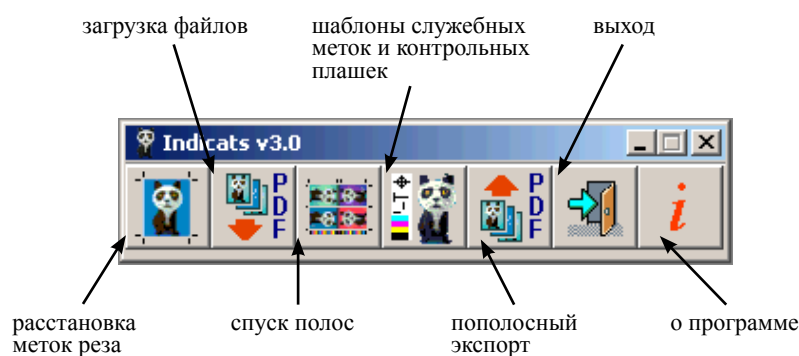 загрузка файлов
шаблоны служебных
меток и контрольных
плашек
выход
Indicats v3.0
PDF
PDF
i
расстановка
меток реза
спуск полос
пополосный
экспорт
о программе